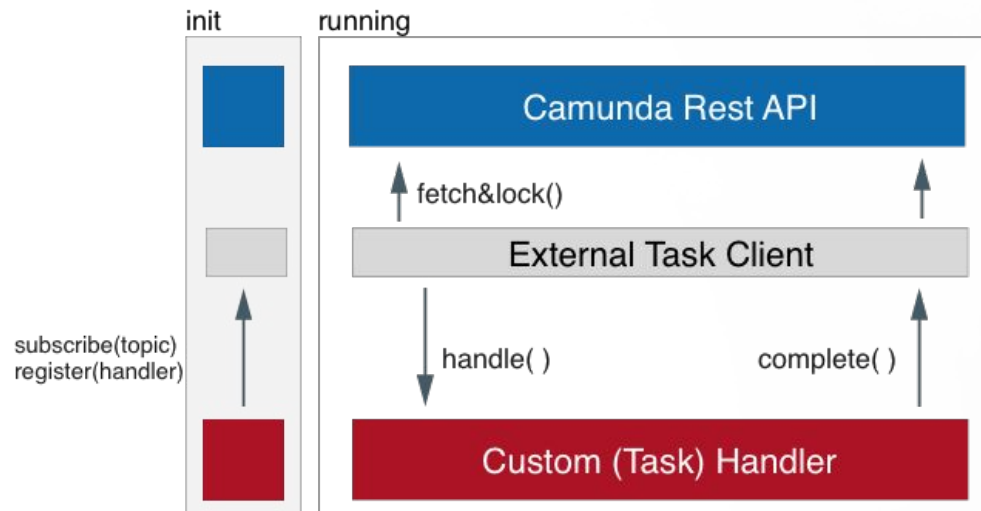 init
running
Camunda Rest API
fetch&lock()
External Task Client
subscribe(topic)
register(handler)
handle( )
complete( )
Custom (Task) Handler